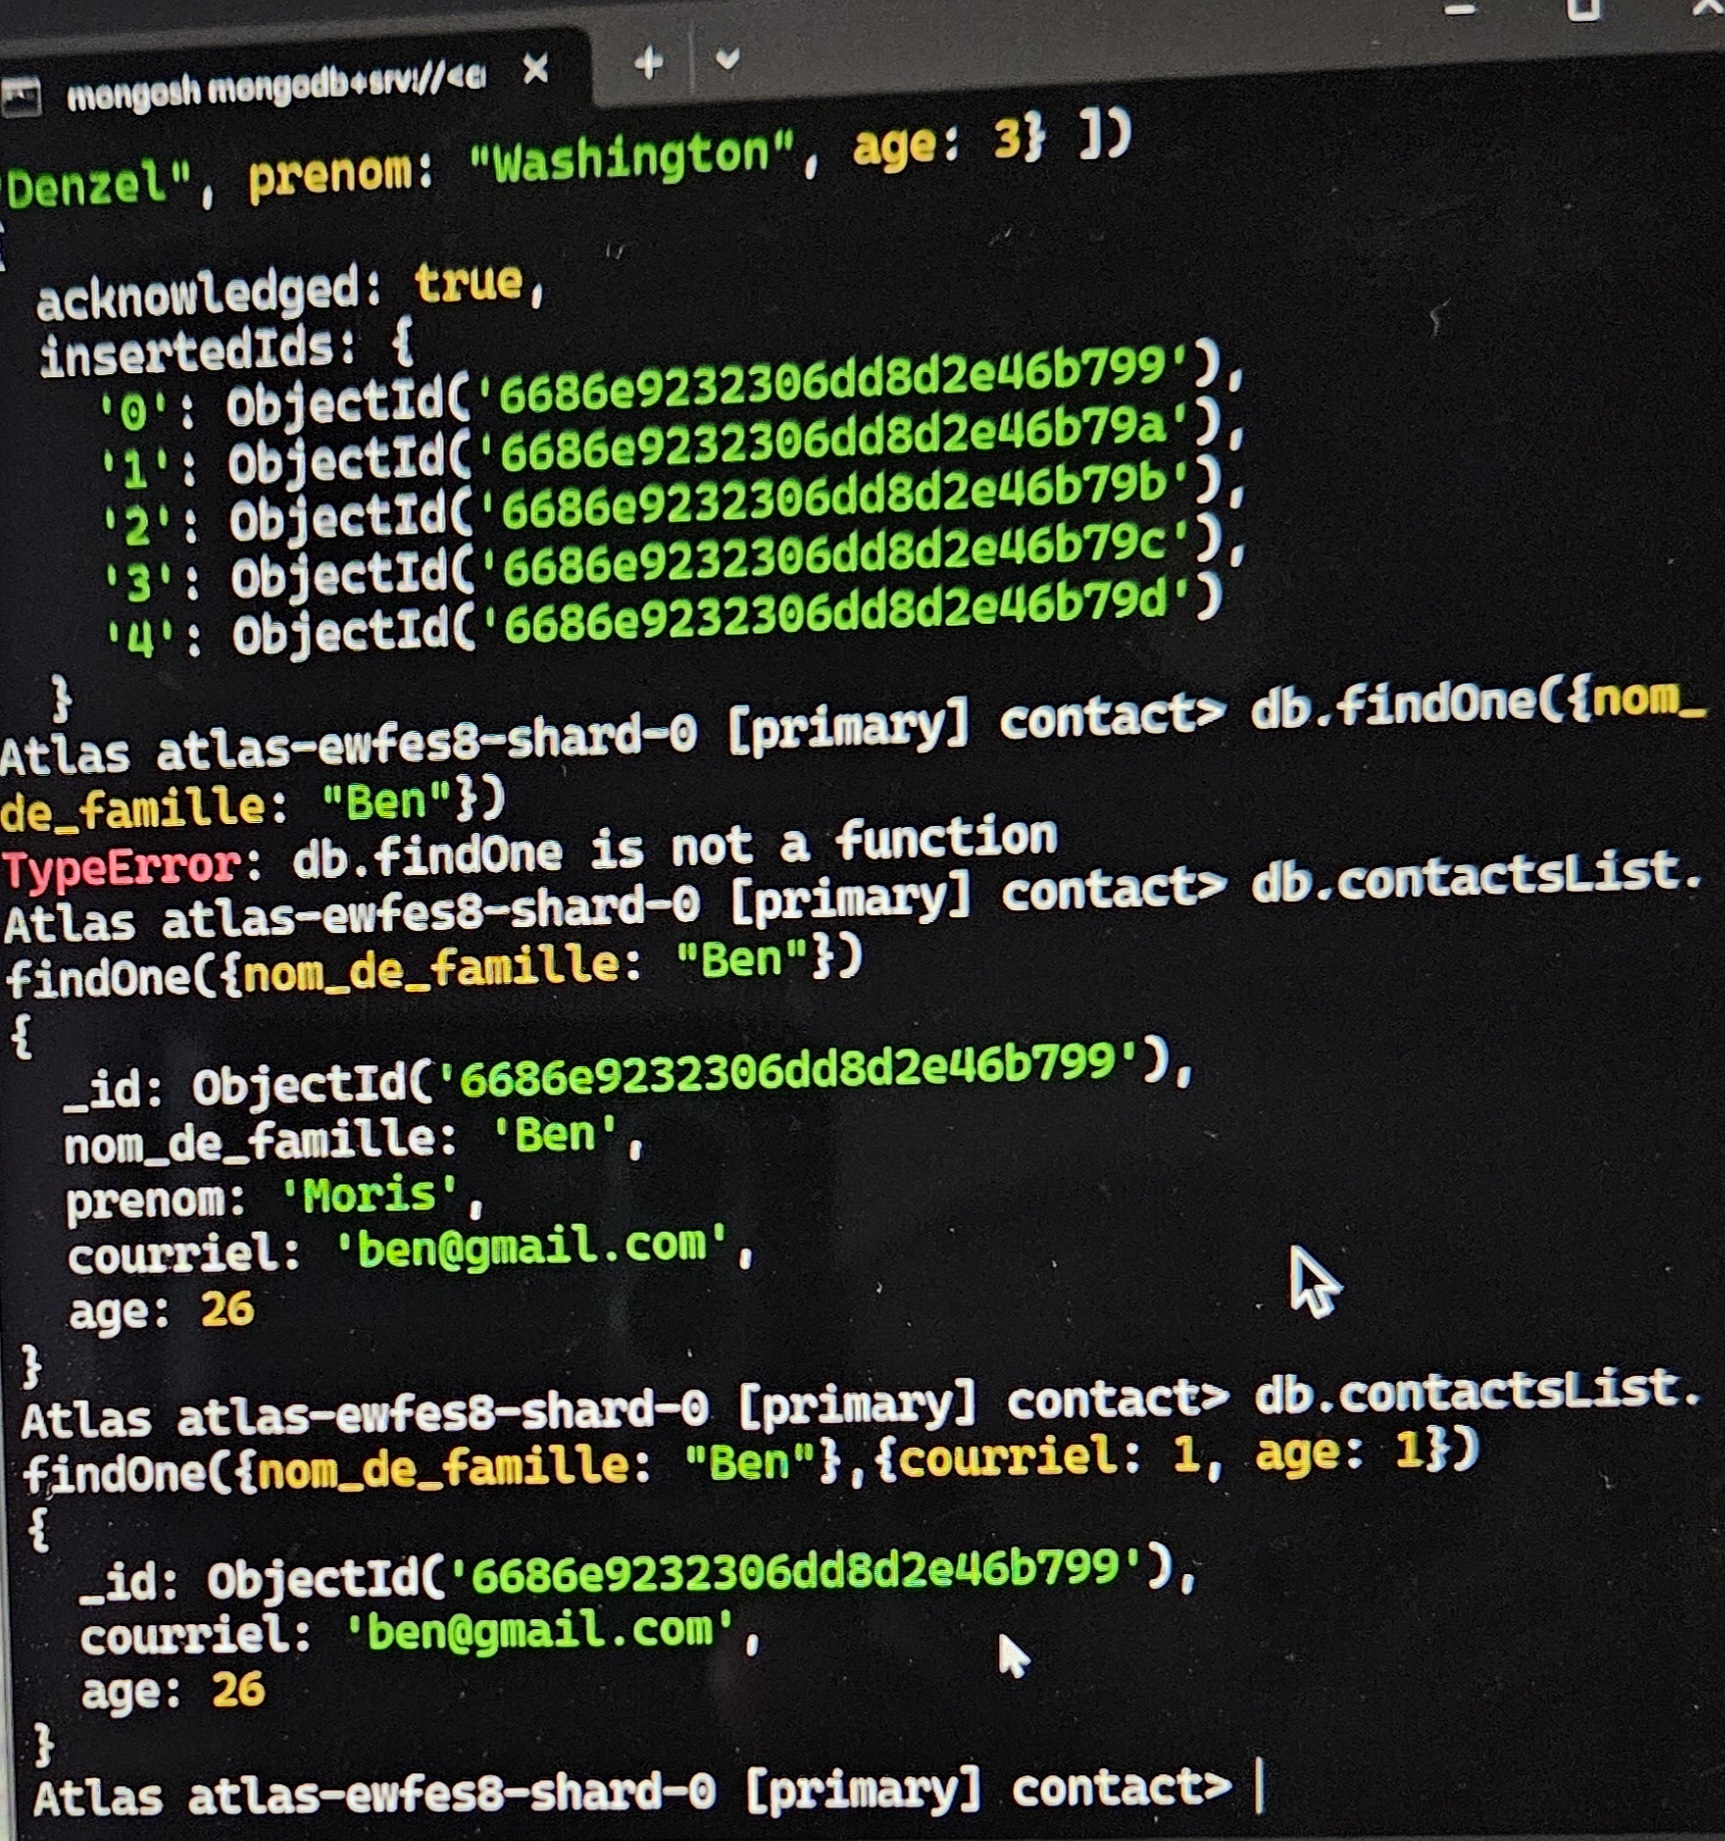 mongosh mongodb+srv://<c
Denzel", prenom: "Washington", age: 3} ])
{
acknowledged: true,
insertedIds: {
'0': ObjectId('6686e9232306dd8d2e46b799'),
'1': ObjectId('6686e9232306dd8d2e46b79a'),
'2': ObjectId('6686e9232306dd8d2e46b79b'),
'3': ObjectId('6686e9232306dd8d2e46b79c'),
'4': ObjectId('6686e9232306dd8d2e46b79d')
}
Atlas atlas-ewfes8-shard-0 [primary] contact> db.findOne({nom_
de_famille: "Ben"})
TypeError: db.findOne is not a function
Atlas atlas-ewfes8-shard-0 [primary] contact> db.contactsList.
findOne({nom_de_famille: "Ben"})
{
_id: ObjectId('6686e9232306dd8d2e46b799'),
nom_de_famille: 'Ben',
prenom: 'Moris',
courriel: 'ben@gmail.com',
age: 26
}
Atlas atlas-ewfes8-shard-0 [primary] contact> db.contactsList.
findOne({nom_de_famille: "Ben"},{courriel: 1, age: 1})
{
_id: ObjectId('6686e9232306dd8d2e46b799'),
courriel: 'ben@gmail.com',
age: 26
}
Atlas atlas-ewfes8-shard-0 [primary] contact>